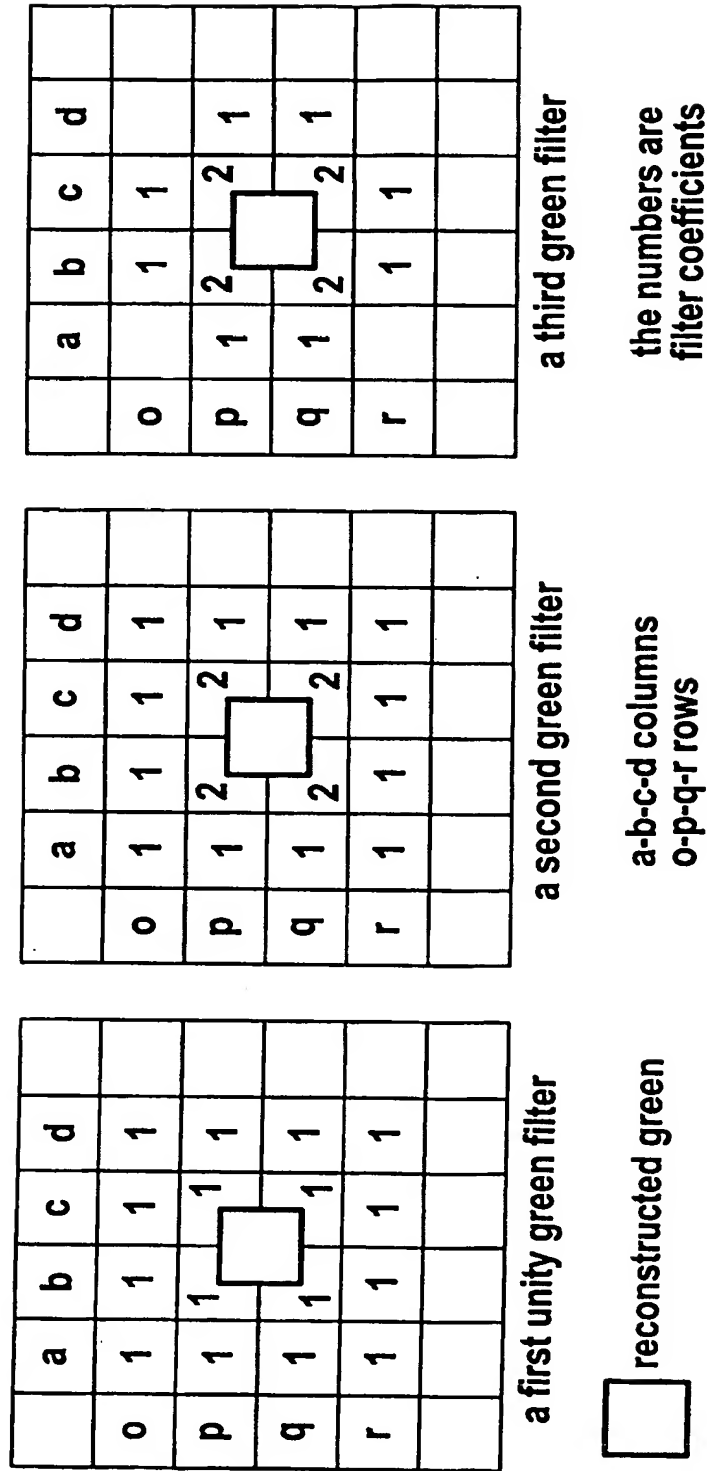 a b c d
o 1 1 1 1
p 1 1 1 1
q 1 1 1 1
r 1 1 1 1
a first unity green filter
reconstructed green
a b c d
o 1 1 1 1
p 1 2 2 1
q 1 2 2 1
r 1 1 1 1
a second green filter
a-b-c-d columns
o-p-q-r rows
a b c d
o 1 1
p 1 2 2 1
q 1 2 2 1
r 1 1
a third green filter
the numbers are
filter coefficients